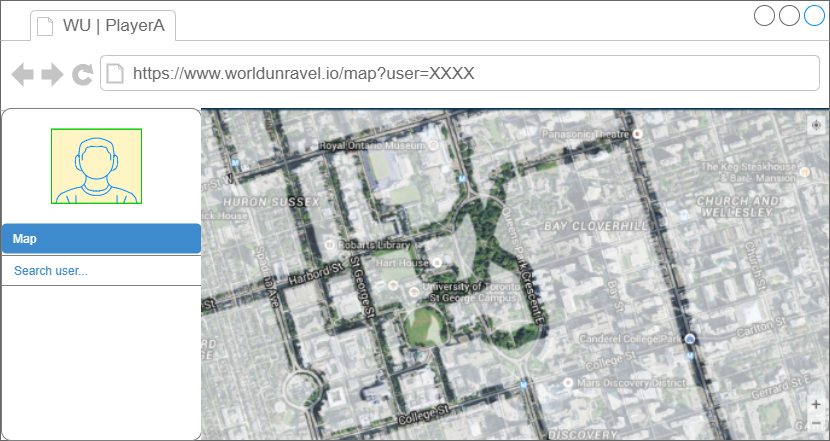 WU | PlayerA
https://www.worldunravel.io/map?user=XXXX
Map
Search user...
Panasonic Theatre
Royal Ontario Museum
The Keg Steakhouse
& Bar - Mansion
HURON SUSSEX
CHURCH AND
WELLESLEY
BAY CLOVERHILL
Robarts Library
Hart House
Harbord St
Spadina Ave
St George St
Queens Park Crescent E
University of Toronto
St George Campus
Bay St
Church St
Canderel College Park
Carlton St
College St
Mars Discovery District
Gerrard St E
College St
DISCOVERY